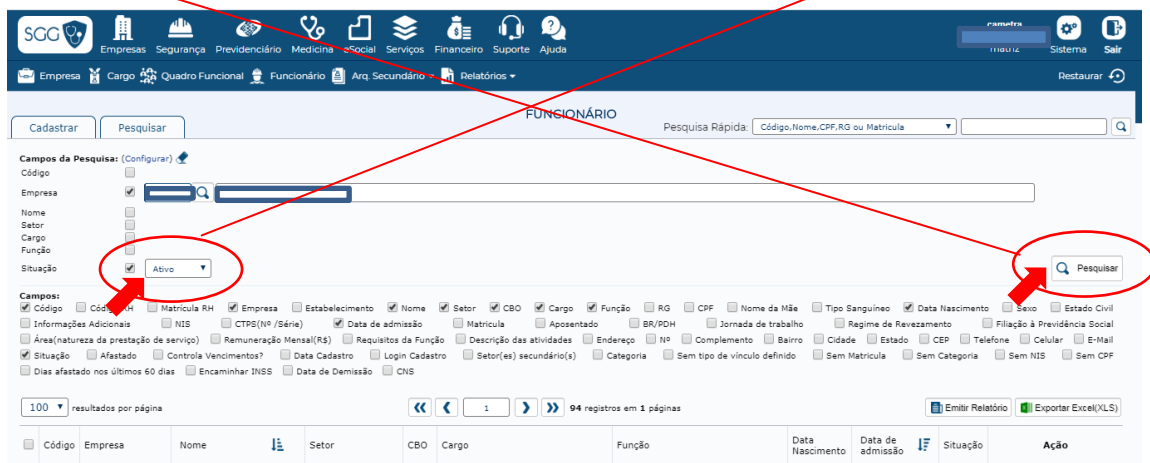 SGG
Empresas Segurança Previdenciário Medicina eSocial Serviços Financeiro Suporte Ajuda
cametra
matriz
Sistema Sair
Empresa Cargo Quadro Funcional Funcionário Arq. Secundário Relatórios Restaurar
FUNCIONÁRIO
Cadastrar Pesquisar
Pesquisa Rápida: Código,Nome,CPF,RG ou Matricula
Campos da Pesquisa: (Configurar)
Código
Empresa
Nome
Setor
Cargo
Função
Situação Ativo Pesquisar
Campos:
Código Código RH Matrícula RH Empresa Estabelecimento Nome Setor CBO Cargo Função RG CPF Nome da Mãe Tipo Sanguíneo Data Nascimento Sexo Estado Civil
Informações Adicionais NIS CTPS(Nº /Série) Data de admissão Matricula Aposentado BR/PDH Jornada de trabalho Regime de Revezamento Filiação à Previdência Social
Área(natureza da prestação de serviço) Remuneração Mensal(R$) Requisitos da Função Descrição das atividades Endereço Nº Complemento Bairro Cidade Estado CEP Telefone Celular E-Mail
Situação Afastado Controla Vencimentos? Data Cadastro Login Cadastro Setor(es) secundário(s) Categoria Sem tipo de vínculo definido Sem Matricula Sem Categoria Sem NIS Sem CPF
Dias afastado nos últimos 60 dias Encaminhar INSS Data de Demissão CNS
100 resultados por página 1 94 registros em 1 páginas Emitir Relatório Exportar Excel(XLS)
Código Empresa Nome Setor CBO Cargo Função Data Nascimento Data de admissão Situação Ação